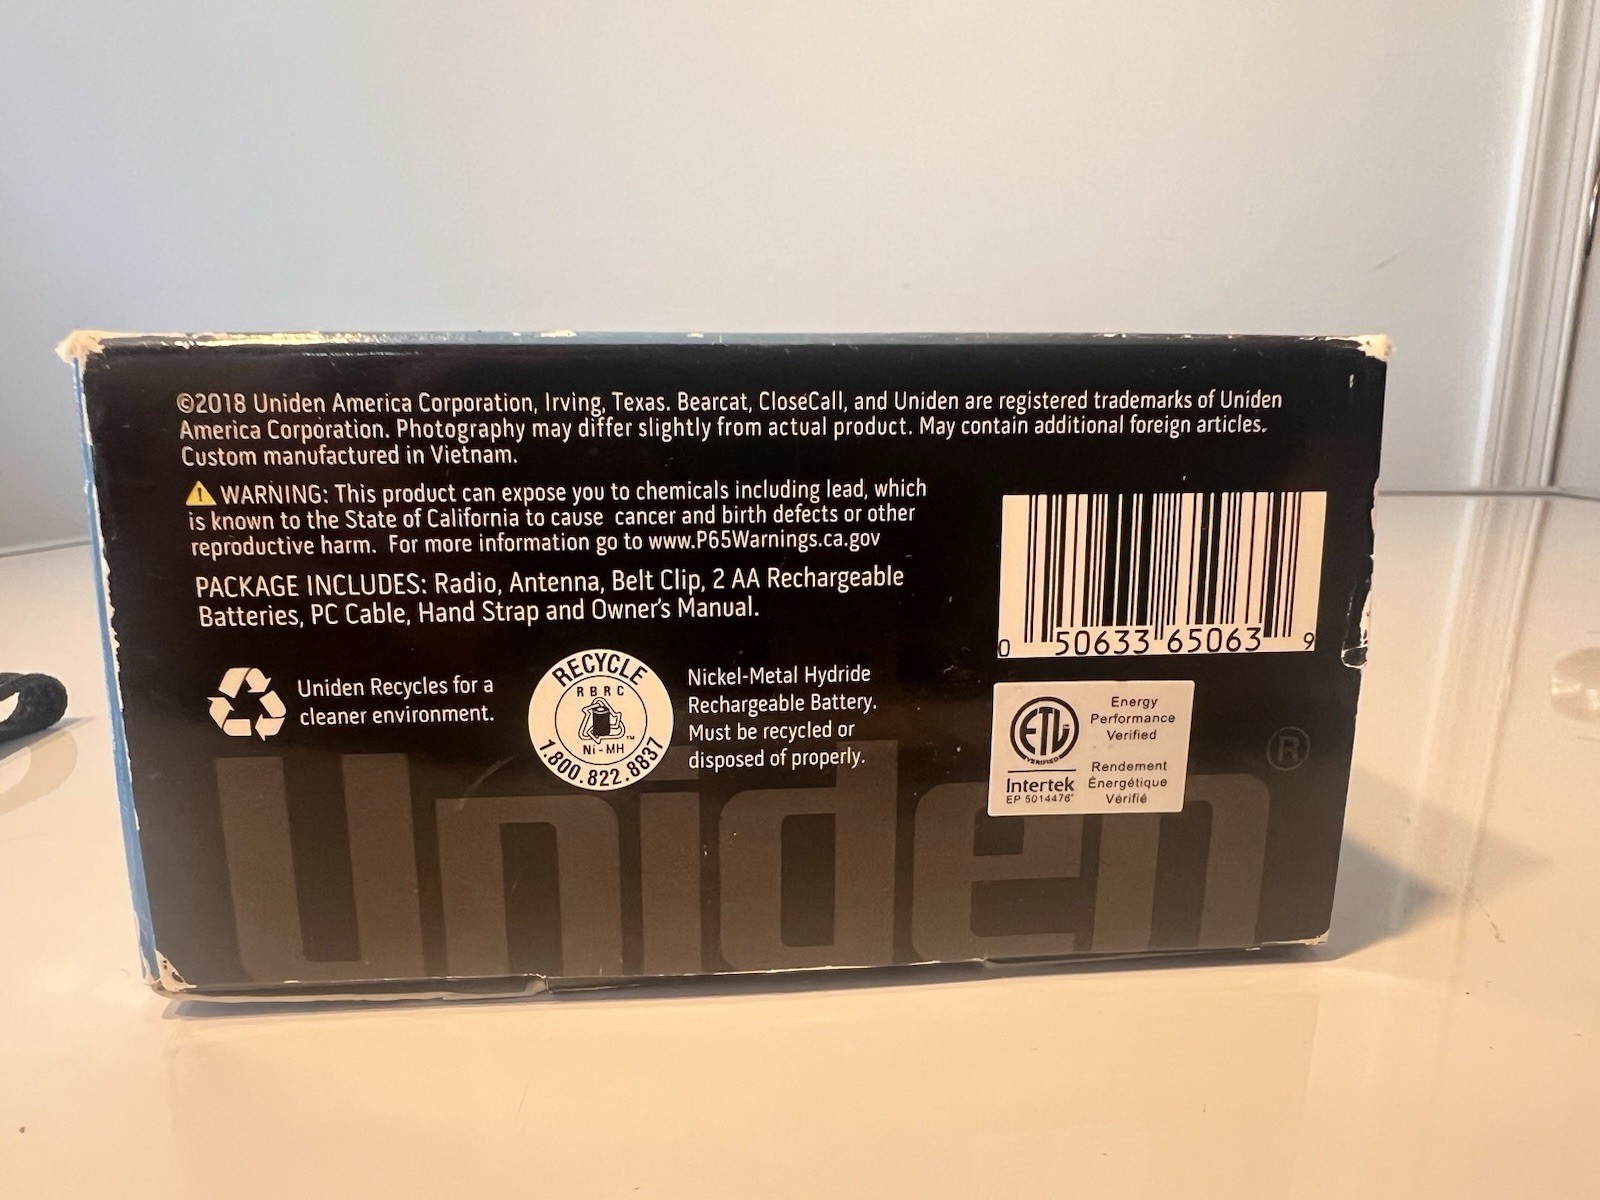 ©2018 Uniden America Corporation, Irving, Texas. Bearcat, CloseCall, and Uniden are registered trademarks of Uniden
America Corporation. Photography may differ slightly from actual product. May contain additional foreign articles.
Custom manufactured in Vietnam.
⚠ WARNING: This product can expose you to chemicals including lead, which
is known to the State of California to cause cancer and birth defects or other
reproductive harm. For more information go to www.P65Warnings.ca.gov
PACKAGE INCLUDES: Radio, Antenna, Belt Clip, 2 AA Rechargeable
Batteries, PC Cable, Hand Strap and Owner's Manual.
0 50633 65063 9
Uniden Recycles for a
cleaner environment.
RECYCLE
RBRC
Ni-MH™
1.800.822.8837
Nickel-Metal Hydride
Rechargeable Battery.
Must be recycled or
disposed of properly.
ETL
VERIFIED
Intertek
EP 5014476
Energy
Performance
Verified
Rendement
Énergétique
Vérifié
Uniden®